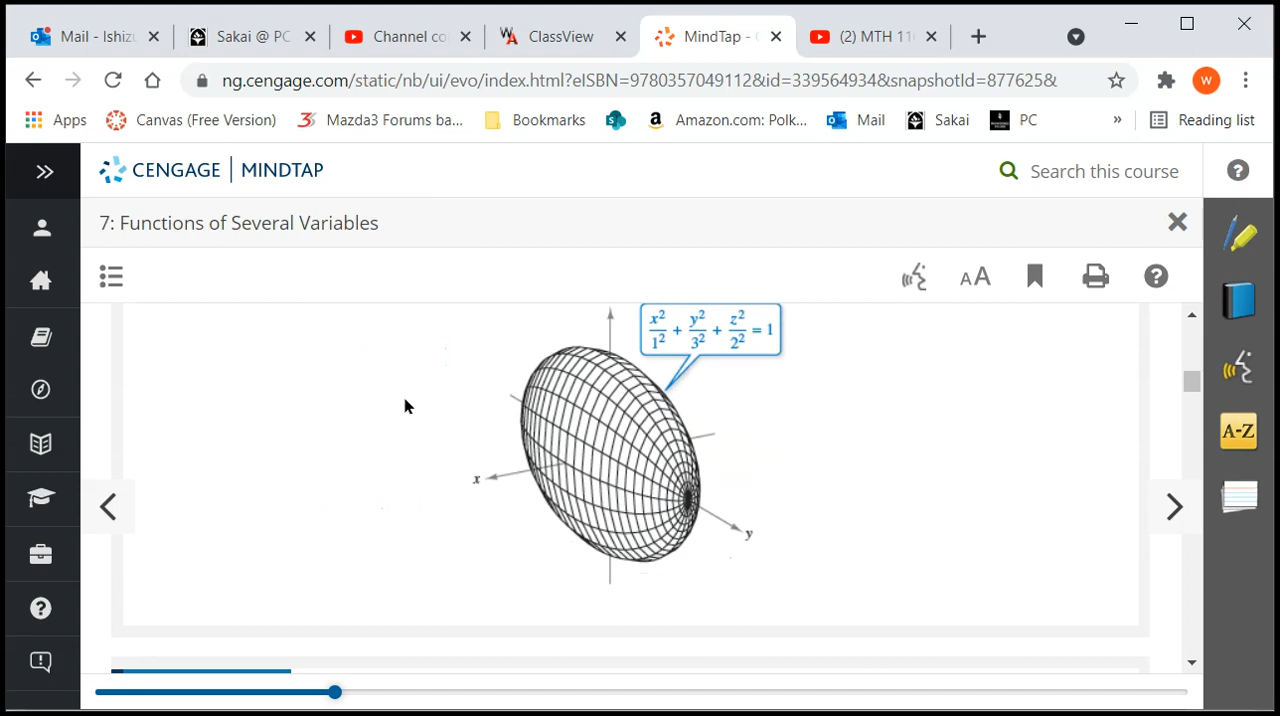 Mail - Ishizu
Sakai @ PC
Channel co
ClassView
MindTap -
(2) MTH 11
ng.cengage.com/static/nb/ui/evo/index.html?eISBN=9780357049112&id=339564934&snapshotId=877625&
W
Apps
Canvas (Free Version)
Mazda3 Forums ba...
Bookmarks
Amazon.com: Polk...
Mail
Sakai
PC
»
Reading list
CENGAGE | MINDTAP
Search this course
7: Functions of Several Variables
AA
x²/1² + y²/3² + z²/2² = 1
x
y
A-Z